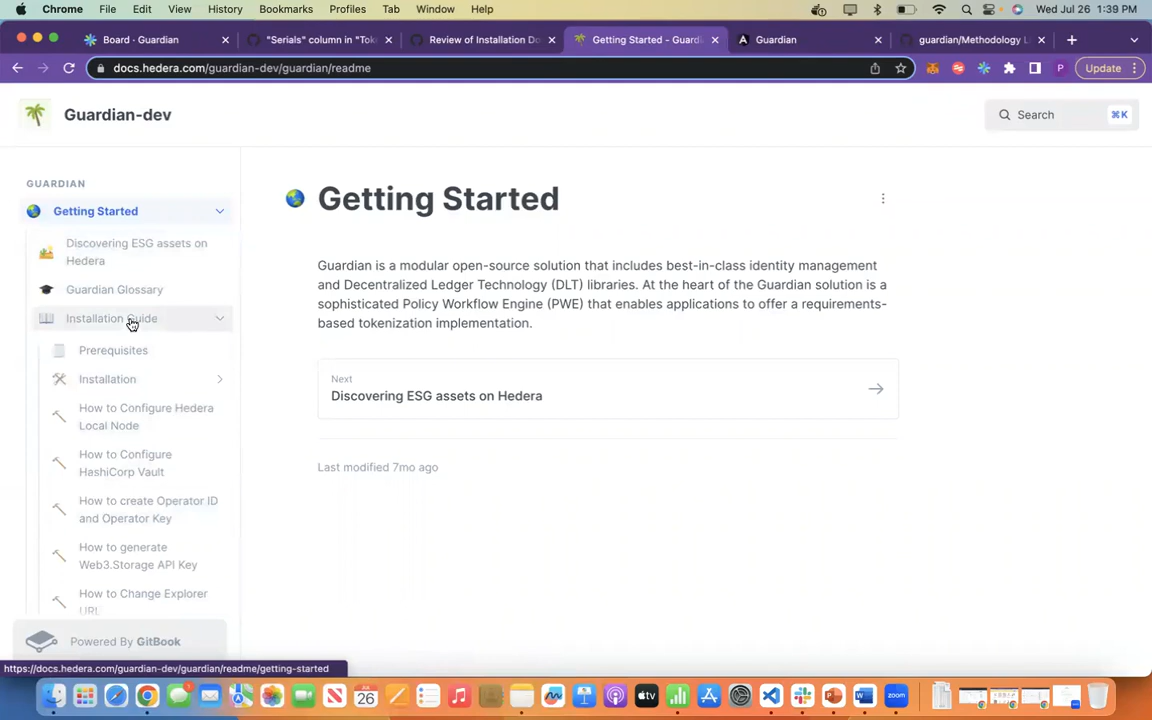 Chrome File Edit View History Bookmarks Profiles Tab Window Help Wed Jul 26 1:39 PM
Board · Guardian "Serials" column in "Tok Review of Installation Do Getting Started - Guardi Guardian guardian/Methodology L
docs.hedera.com/guardian-dev/guardian/readme P Update
Guardian-dev Search ⌘K
GUARDIAN
Getting Started
Discovering ESG assets on
Hedera
Guardian Glossary
Installation Guide
Prerequisites
Installation
How to Configure Hedera
Local Node
How to Configure
HashiCorp Vault
How to create Operator ID
and Operator Key
How to generate
Web3.Storage API Key
How to Change Explorer
URL
Powered By GitBook
https://docs.hedera.com/guardian-dev/guardian/readme/getting-started
Getting Started
Guardian is a modular open-source solution that includes best-in-class identity management
and Decentralized Ledger Technology (DLT) libraries. At the heart of the Guardian solution is a
sophisticated Policy Workflow Engine (PWE) that enables applications to offer a requirements-
based tokenization implementation.
Next
Discovering ESG assets on Hedera
Last modified 7mo ago
26
tv
zoom